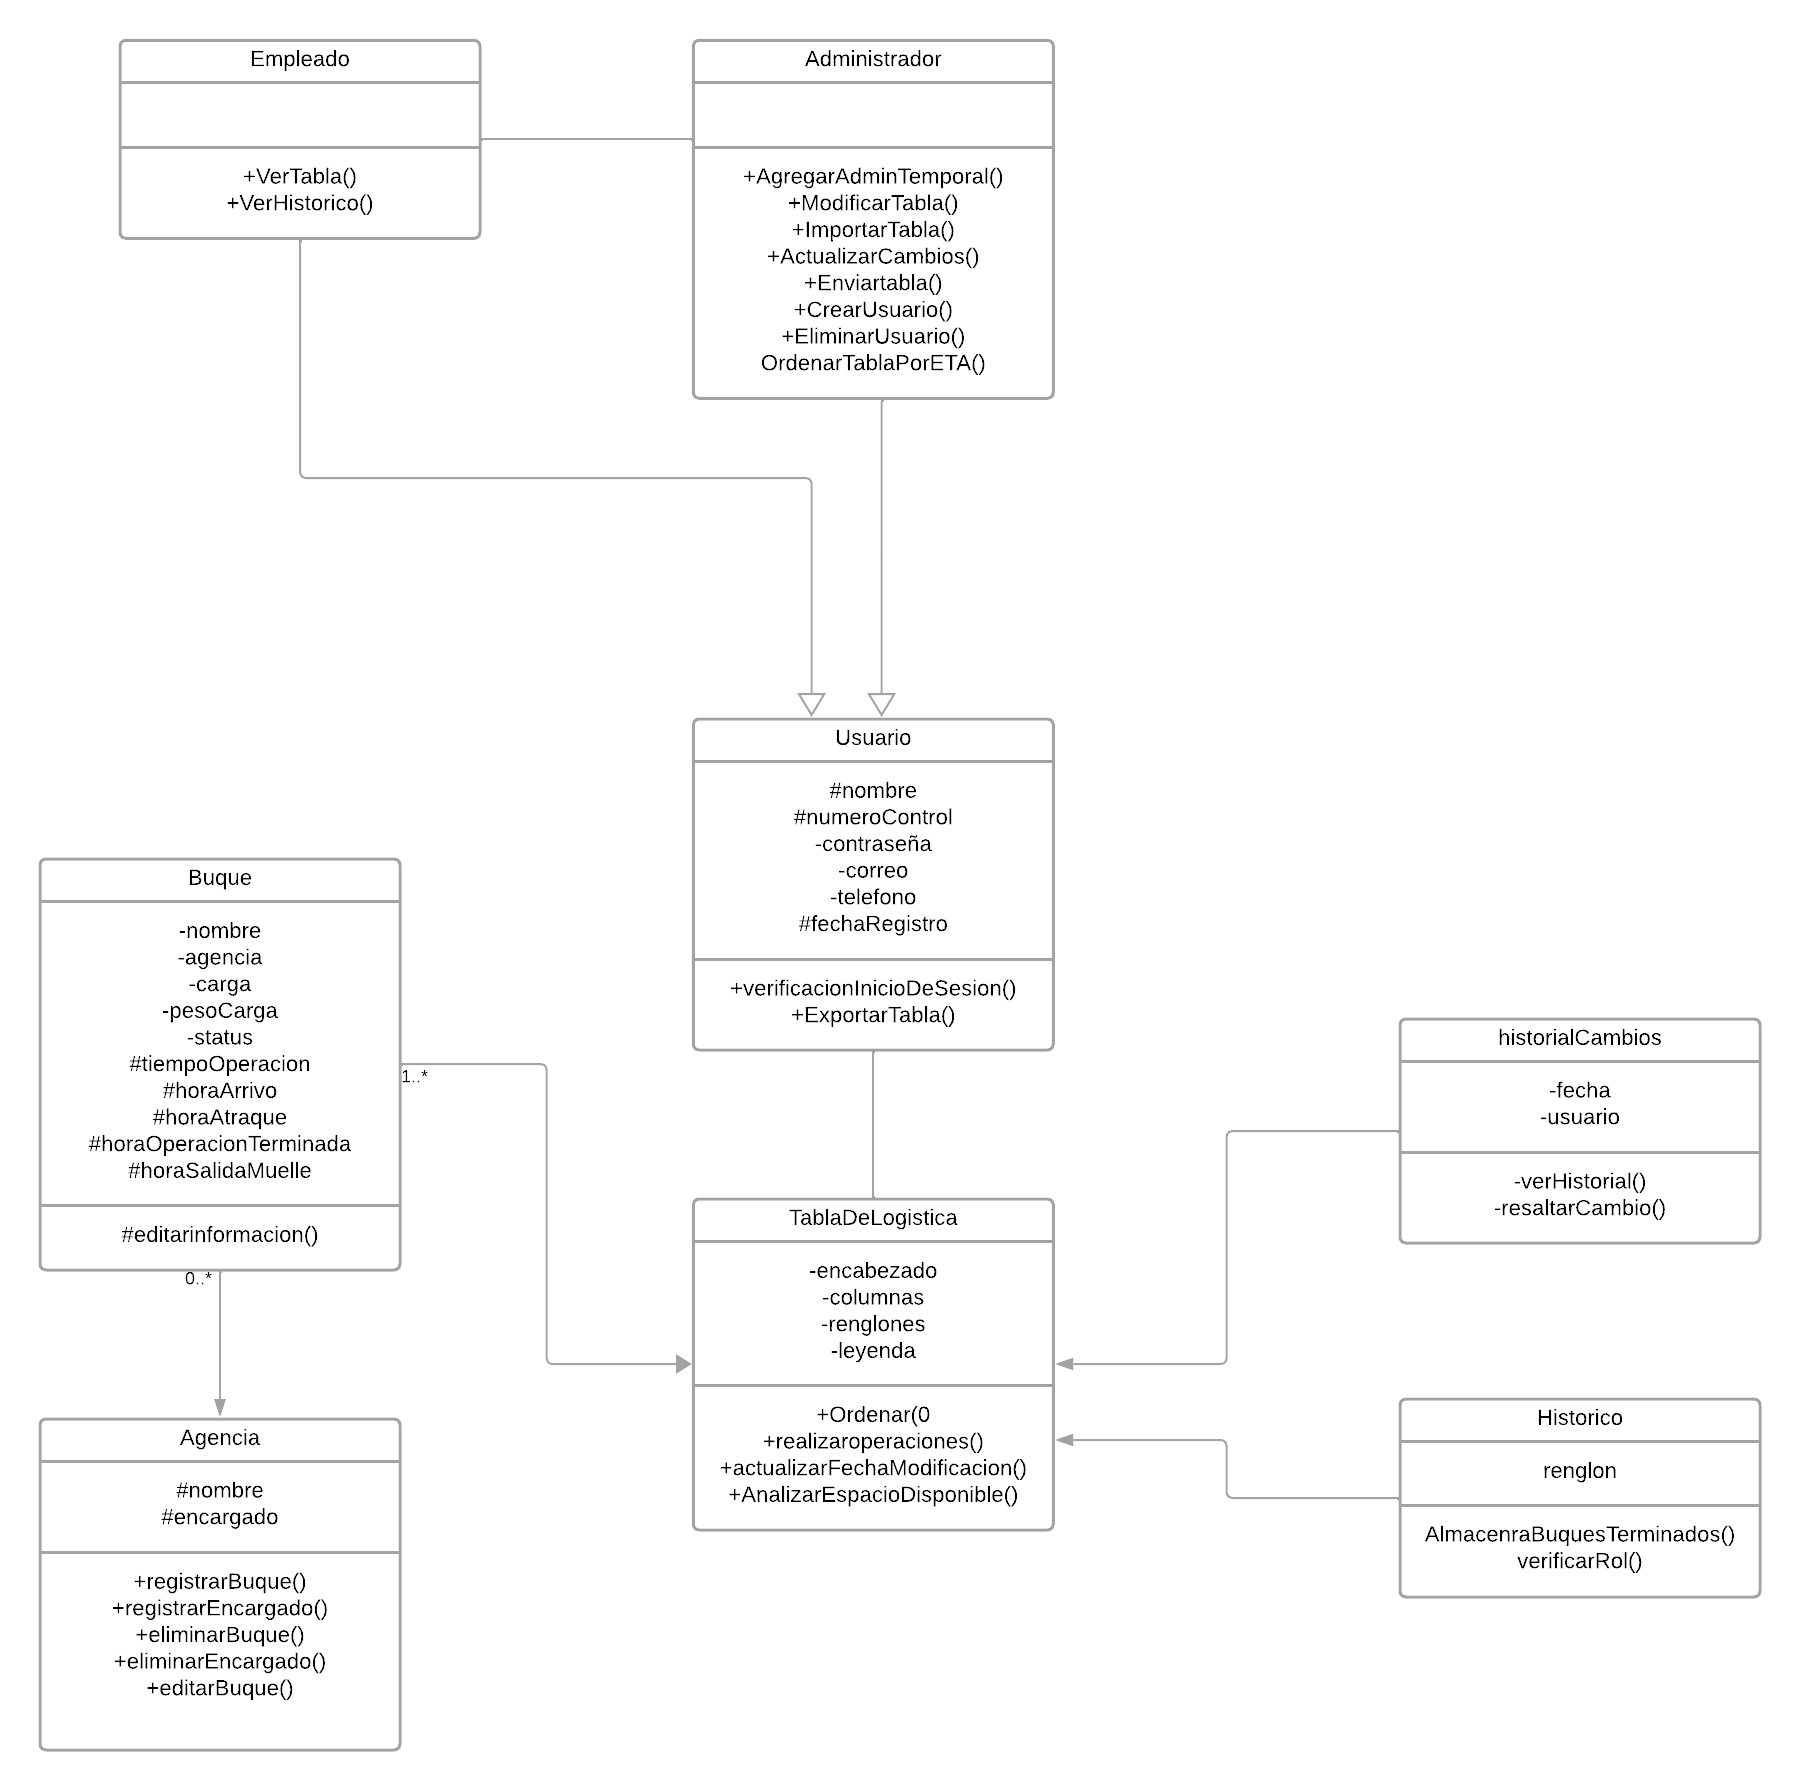 Empleado
+VerTabla()
+VerHistorico()
Administrador
+AgregarAdminTemporal()
+ModificarTabla()
+ImportarTabla()
+ActualizarCambios()
+Enviartabla()
+CrearUsuario()
+EliminarUsuario()
OrdenarTablaPorETA()
Usuario
#nombre
#numeroControl
-contraseña
-correo
-telefono
#fechaRegistro
+verificacionInicioDeSesion()
+ExportarTabla()
Buque
-nombre
-agencia
-carga
-pesoCarga
-status
#tiempoOperacion
#horaArrivo
#horaAtraque
#horaOperacionTerminada
#horaSalidaMuelle
#editarinformacion()
1..*
0..*
historialCambios
-fecha
-usuario
-verHistorial()
-resaltarCambio()
TablaDeLogistica
-encabezado
-columnas
-renglones
-leyenda
+Ordenar(0
+realizaroperaciones()
+actualizarFechaModificacion()
+AnalizarEspacioDisponible()
Agencia
#nombre
#encargado
+registrarBuque()
+registrarEncargado()
+eliminarBuque()
+eliminarEncargado()
+editarBuque()
Historico
renglon
AlmacenraBuquesTerminados()
verificarRol()